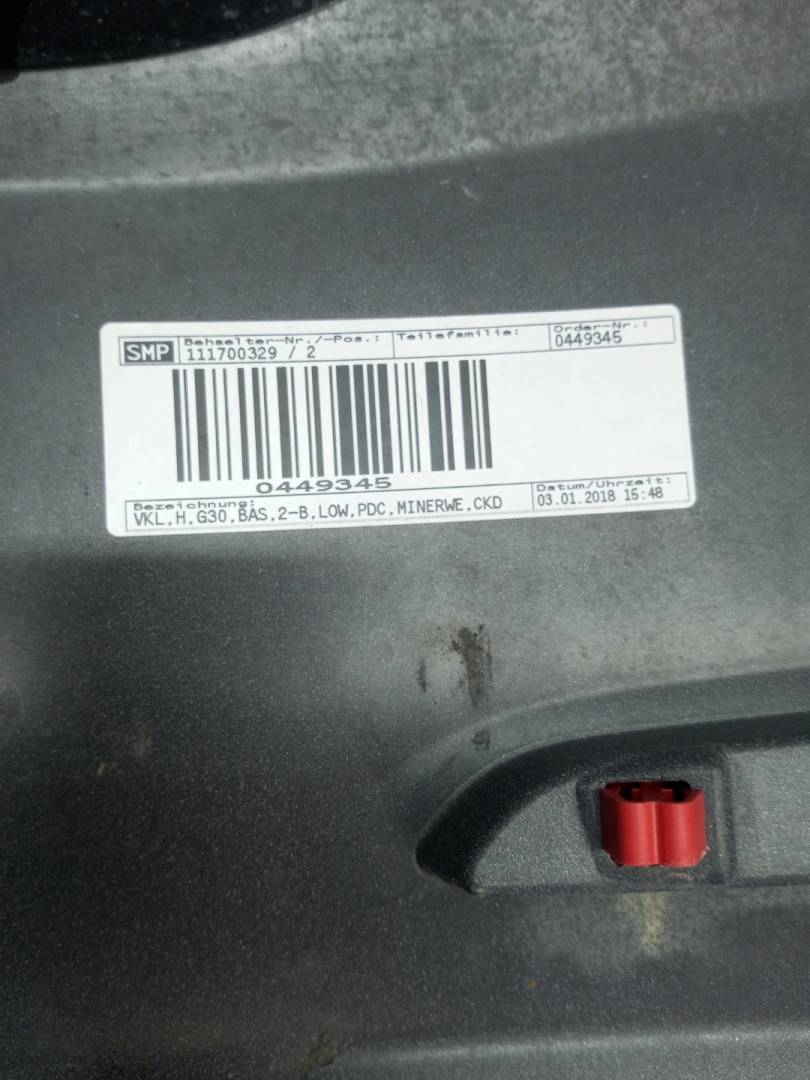 SMP Behaelter-Nr./-Pos.: Teilefamilie: Order-Nr.:
111700329 / 2 0449345
0449345
Bezeichnung: Datum/Uhrzeit:
VKL,H,G30,BAS,2-B,LOW,PDC,MINERWE,CKD 03.01.2018 15:48